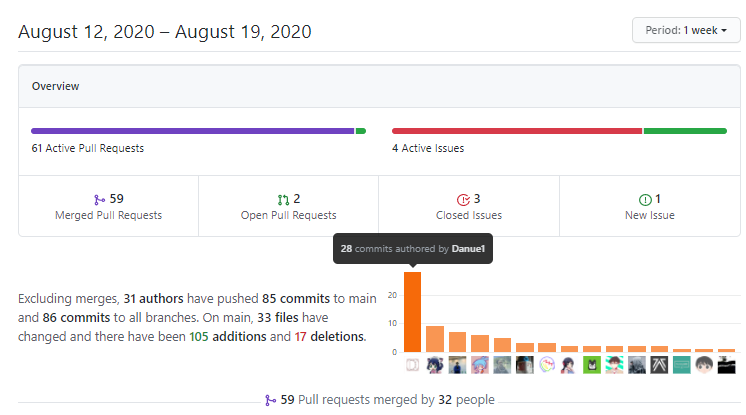 August 12, 2020 – August 19, 2020
Period: 1 week
Overview
61 Active Pull Requests
4 Active Issues
59
Merged Pull Requests
2
Open Pull Requests
3
Closed Issues
1
New Issue
28 commits authored by Danue1
Excluding merges, 31 authors have pushed 85 commits to main
and 86 commits to all branches. On main, 33 files have
changed and there have been 105 additions and 17 deletions.
20
10
0
59 Pull requests merged by 32 people